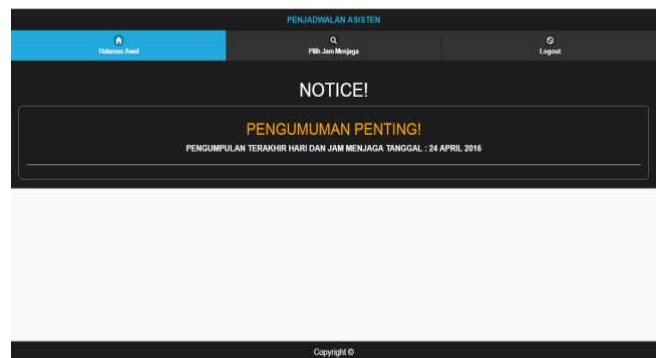 PENJADWALAN ASISTEN
Halaman Awal
Pilih Jam Menjaga
Logout
NOTICE!
PENGUMUMAN PENTING!
PENGUMPULAN TERAKHIR HARI DAN JAM MENJAGA TANGGAL : 24 APRIL 2016
Copyright ©